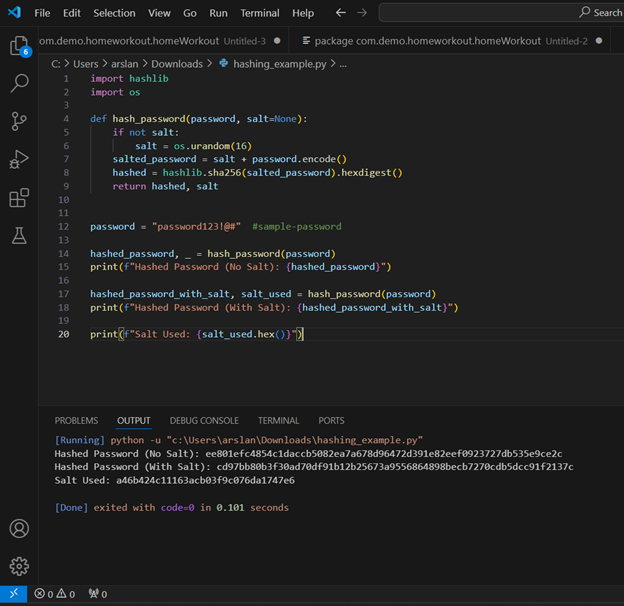 File Edit Selection View Go Run Terminal Help ← → Search
om.demo.homeworkout.homeWorkout Untitled-3 ● package com.demo.homeworkout.homeWorkout Untitled-2 ●
6
C: > Users > arslan > Downloads > hashing_example.py > ...
1 import hashlib
2 import os
3
4 def hash_password(password, salt=None):
5 if not salt:
6 salt = os.urandom(16)
7 salted_password = salt + password.encode()
8 hashed = hashlib.sha256(salted_password).hexdigest()
9 return hashed, salt
10
11
12 password = "password123!@#" #sample-password
13
14 hashed_password, _ = hash_password(password)
15 print(f"Hashed Password (No Salt): {hashed_password}")
16
17 hashed_password_with_salt, salt_used = hash_password(password)
18 print(f"Hashed Password (With Salt): {hashed_password_with_salt}")
19
20 print(f"Salt Used: {salt_used.hex()}")
PROBLEMS OUTPUT DEBUG CONSOLE TERMINAL PORTS
[Running] python -u "c:\Users\arslan\Downloads\hashing_example.py"
Hashed Password (No Salt): ee801efc4854c1daccb5082ea7a678d96472d391e82eef0923727db535e9ce2c
Hashed Password (With Salt): cd97bb80b3f30ad70df91b12b25673a9556864898becb7270cdb5dcc91f2137c
Salt Used: a46b424c11163acb03f9c076da1747e6
[Done] exited with code=0 in 0.101 seconds
0 0 0